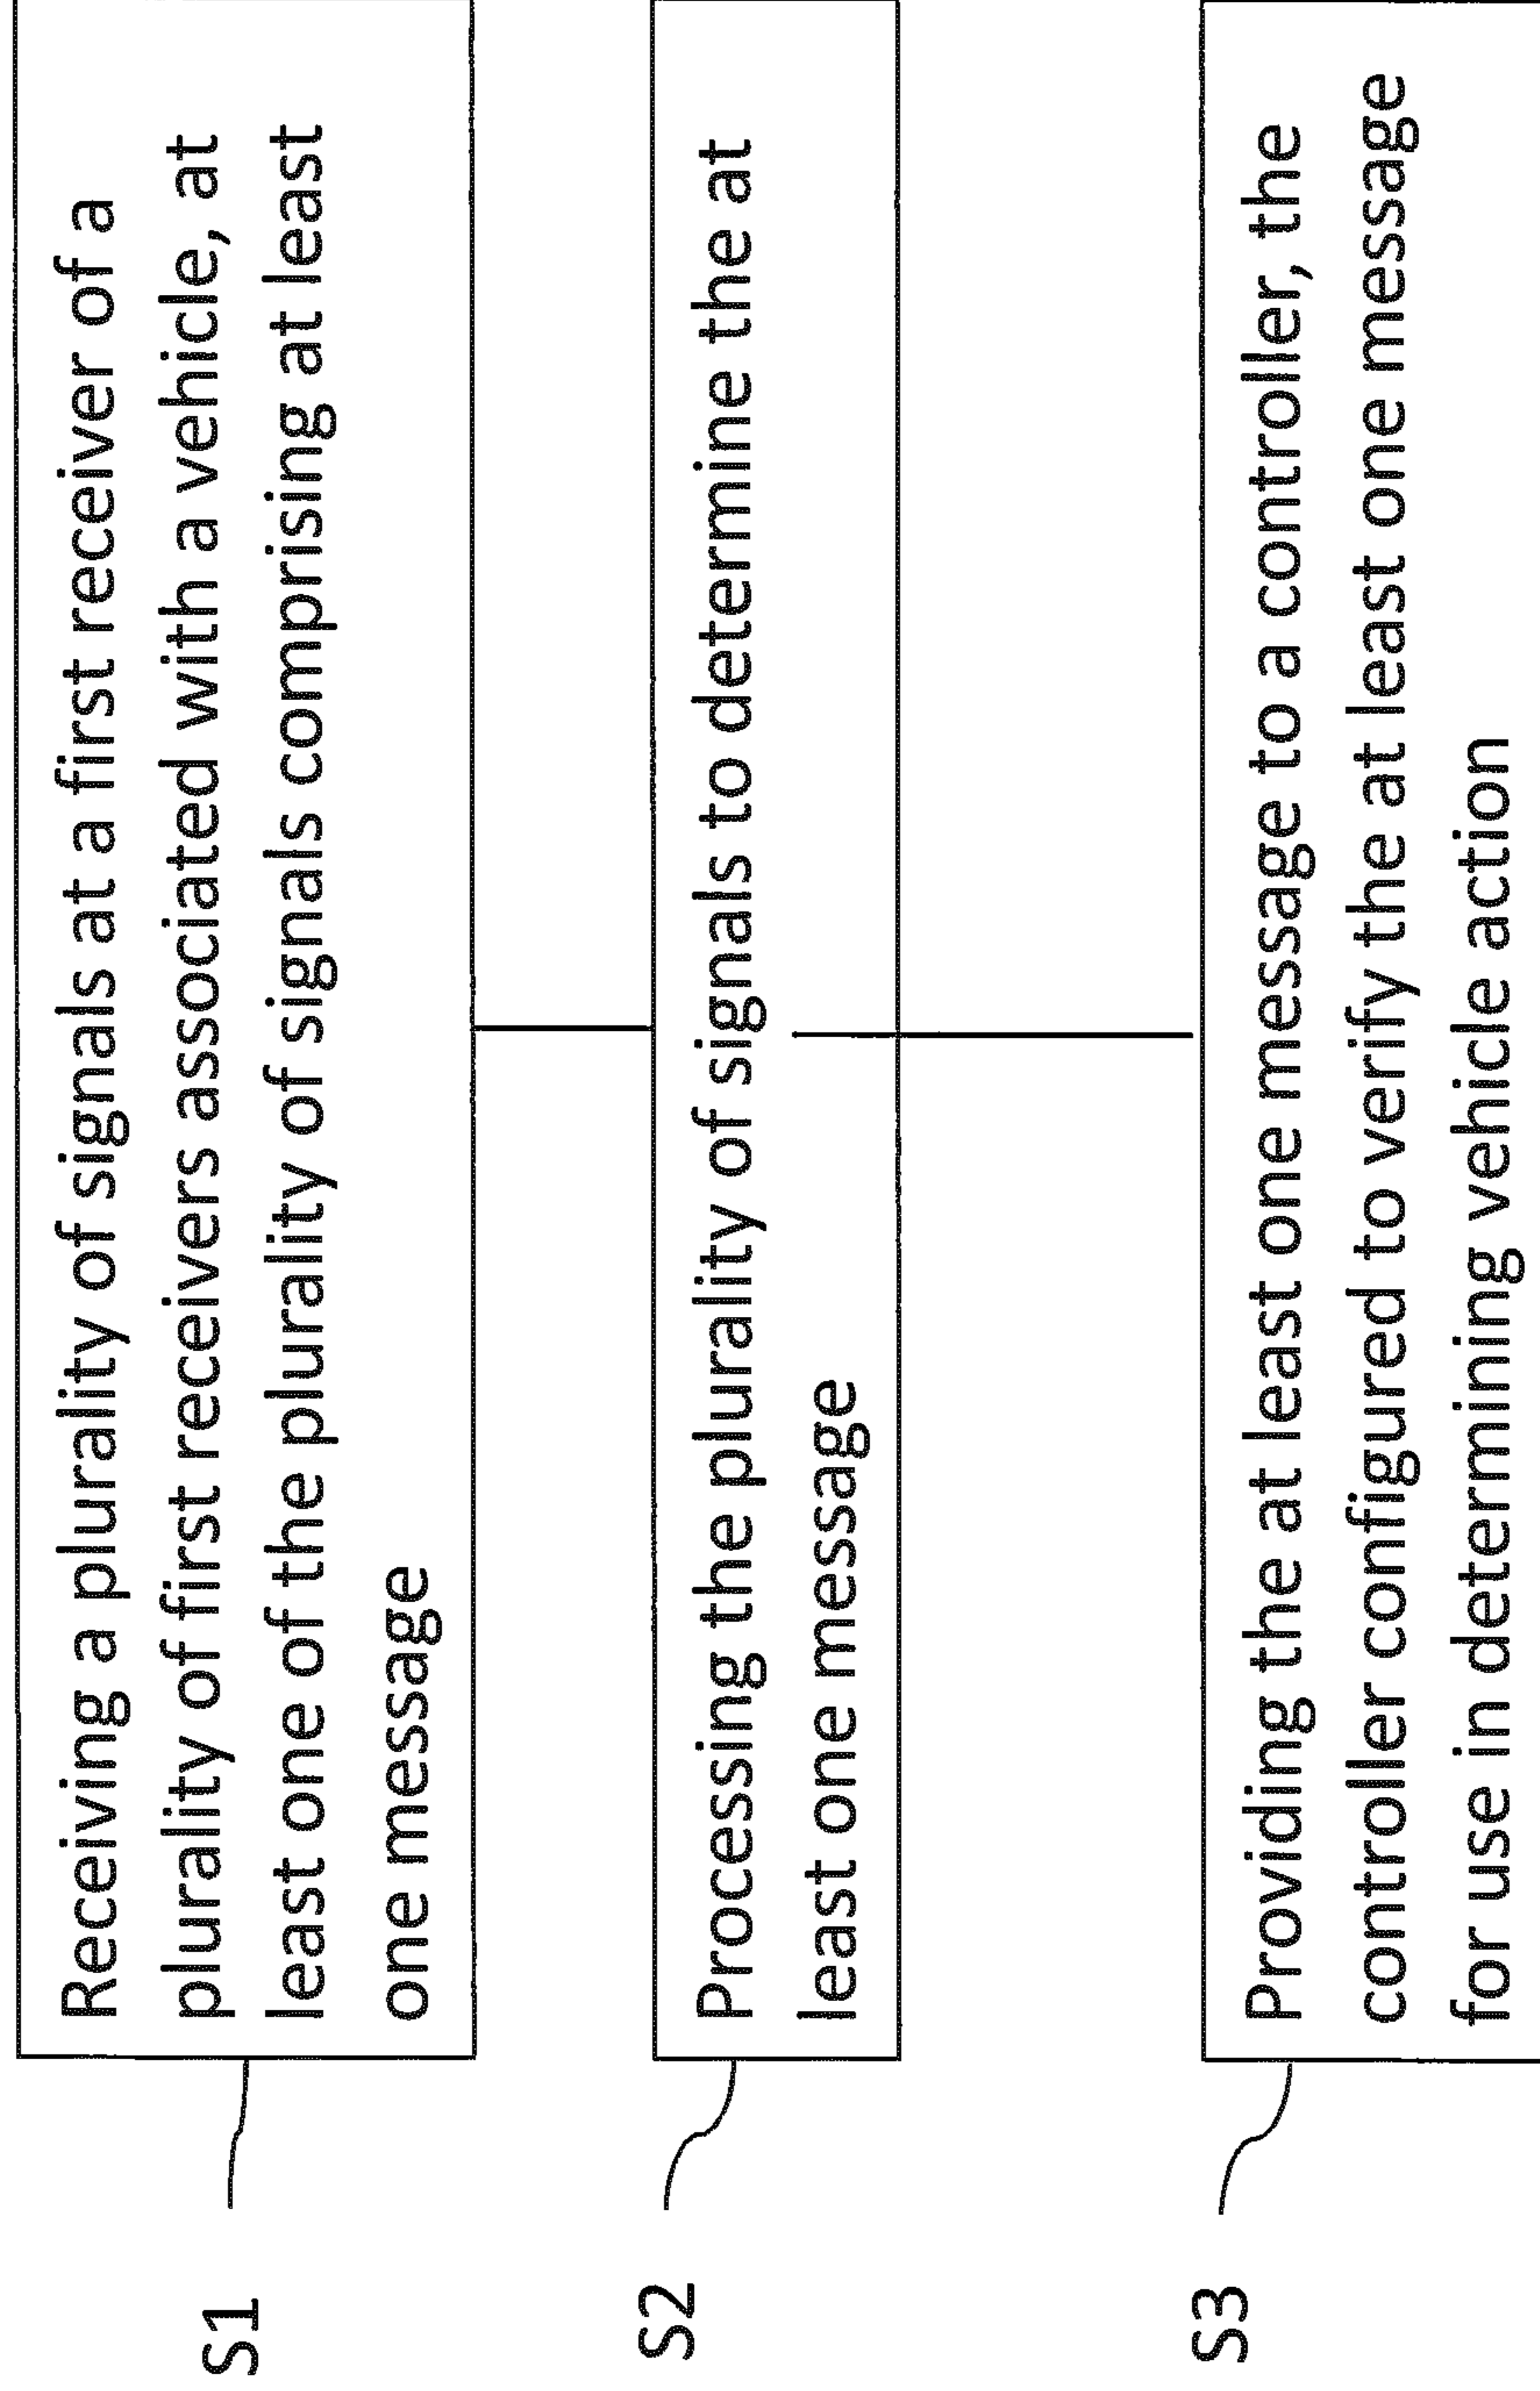 S1
Receiving a plurality of signals at a first receiver of a
plurality of first receivers associated with a vehicle, at
least one of the plurality of signals comprising at least
one message
S2
Processing the plurality of signals to determine the at
least one message
S3
Providing the at least one message to a controller, the
controller configured to verify the at least one message
for use in determining vehicle action